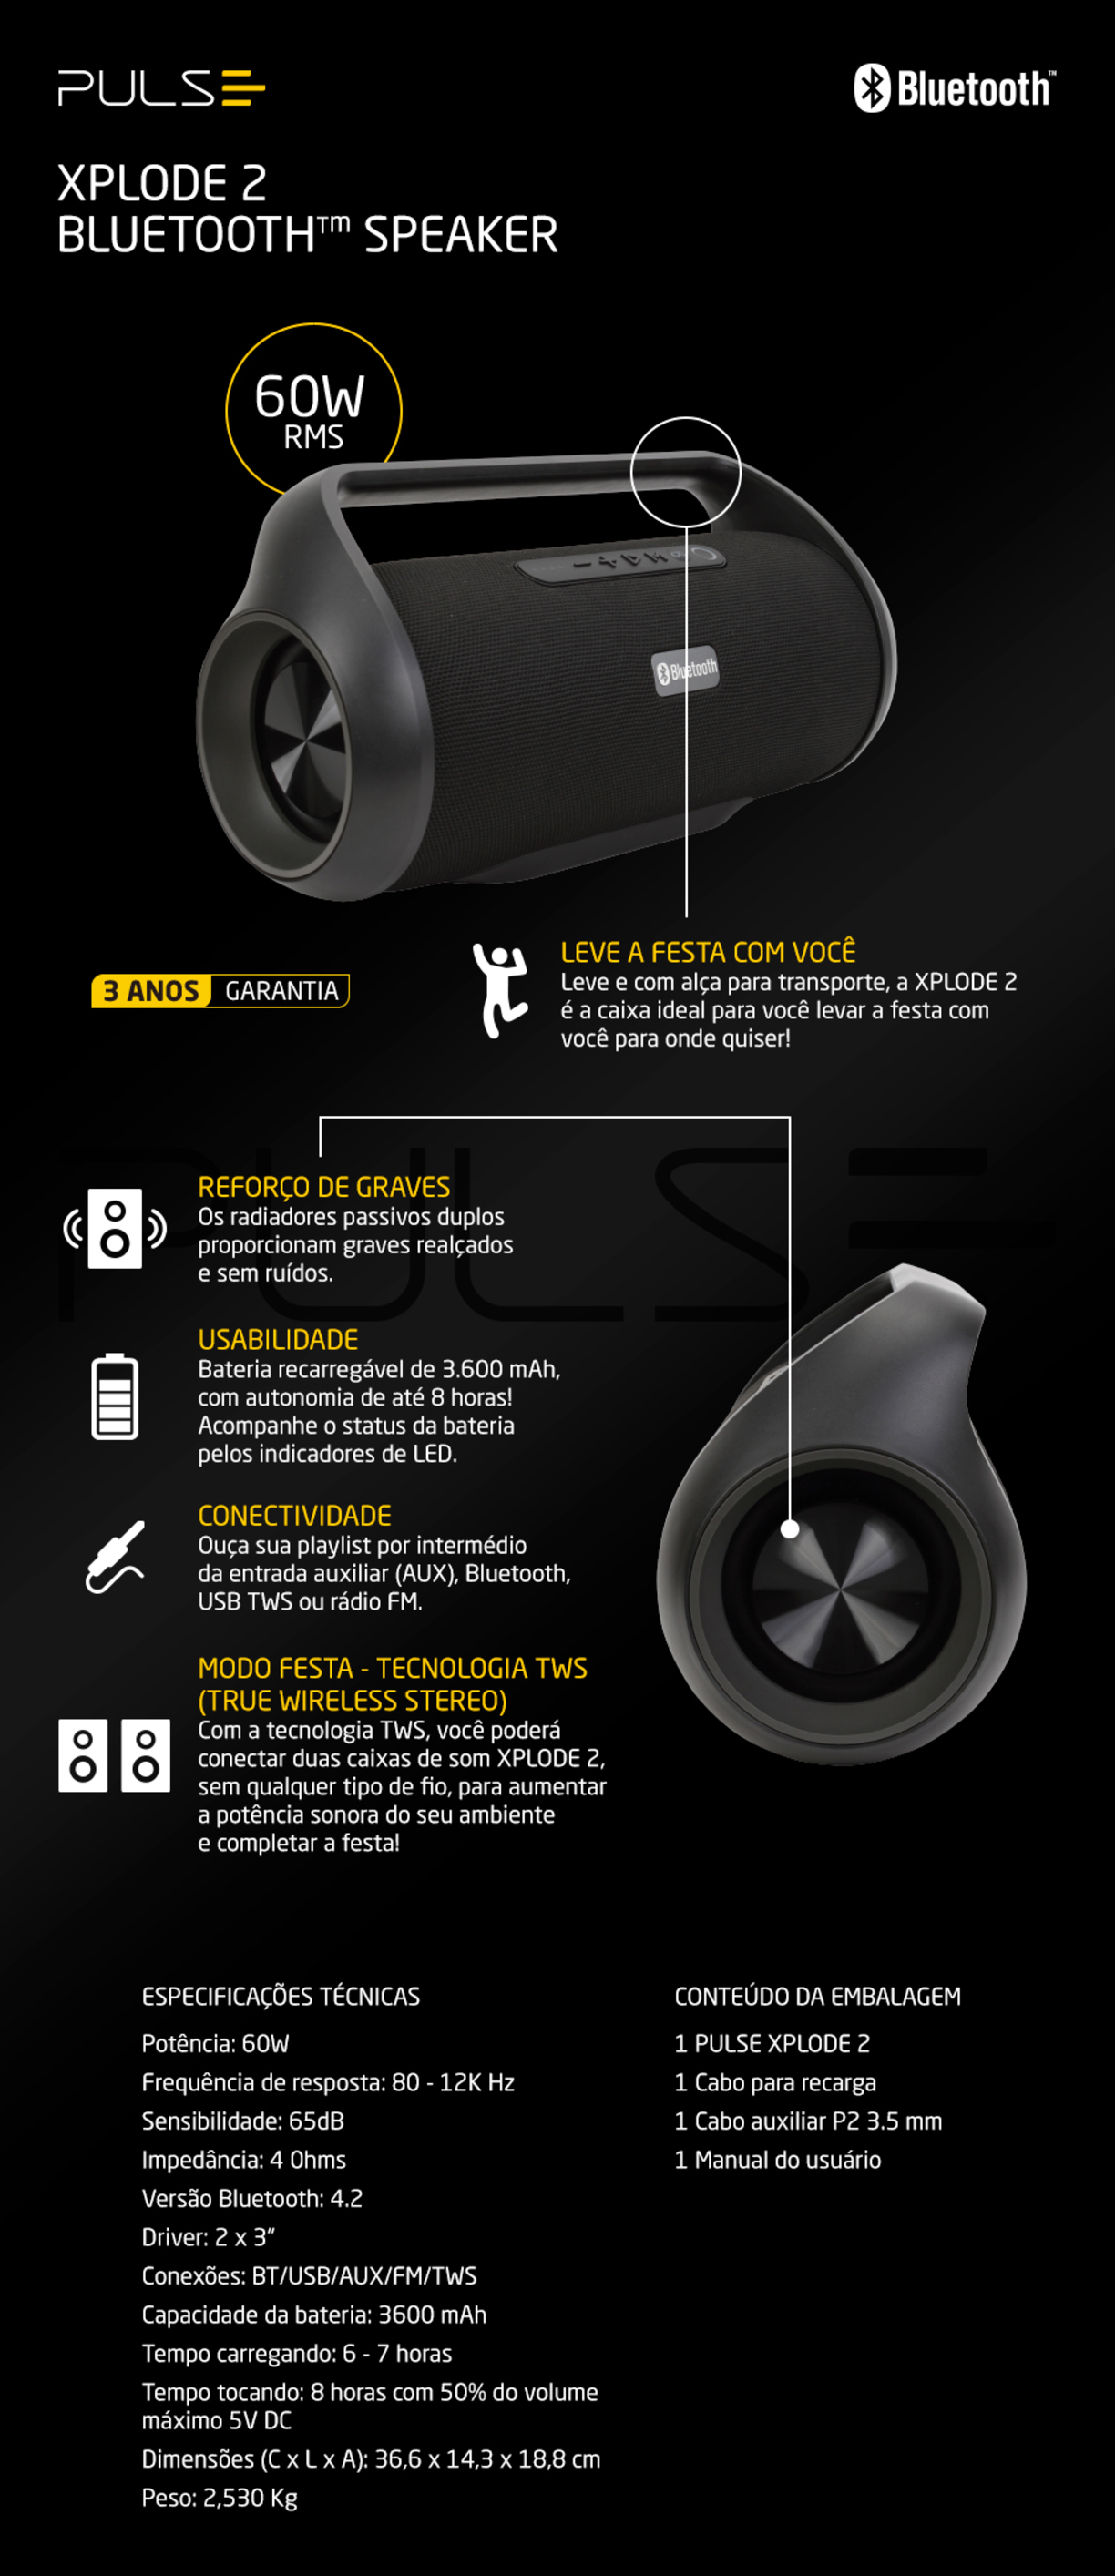 PULSE
Bluetooth™
XPLODE 2
BLUETOOTH™ SPEAKER
60W
RMS
Bluetooth
LEVE A FESTA COM VOCÊ
Leve e com alça para transporte, a XPLODE 2
é a caixa ideal para você levar a festa com
você para onde quiser!
3 ANOS GARANTIA
PULSE
REFORÇO DE GRAVES
Os radiadores passivos duplos
proporcionam graves realçados
e sem ruídos.
USABILIDADE
Bateria recarregável de 3.600 mAh,
com autonomia de até 8 horas!
Acompanhe o status da bateria
pelos indicadores de LED.
CONECTIVIDADE
Ouça sua playlist por intermédio
da entrada auxiliar (AUX), Bluetooth,
USB TWS ou rádio FM.
MODO FESTA - TECNOLOGIA TWS
(TRUE WIRELESS STEREO)
Com a tecnologia TWS, você poderá
conectar duas caixas de som XPLODE 2,
sem qualquer tipo de fio, para aumentar
a potência sonora do seu ambiente
e completar a festa!
ESPECIFICAÇÕES TÉCNICAS
Potência: 60W
Frequência de resposta: 80 - 12K Hz
Sensibilidade: 65dB
Impedância: 4 Ohms
Versão Bluetooth: 4.2
Driver: 2 x 3"
Conexões: BT/USB/AUX/FM/TWS
Capacidade da bateria: 3600 mAh
Tempo carregando: 6 - 7 horas
Tempo tocando: 8 horas com 50% do volume
máximo 5V DC
Dimensões (C x L x A): 36,6 x 14,3 x 18,8 cm
Peso: 2,530 Kg
CONTEÚDO DA EMBALAGEM
1 PULSE XPLODE 2
1 Cabo para recarga
1 Cabo auxiliar P2 3.5 mm
1 Manual do usuário